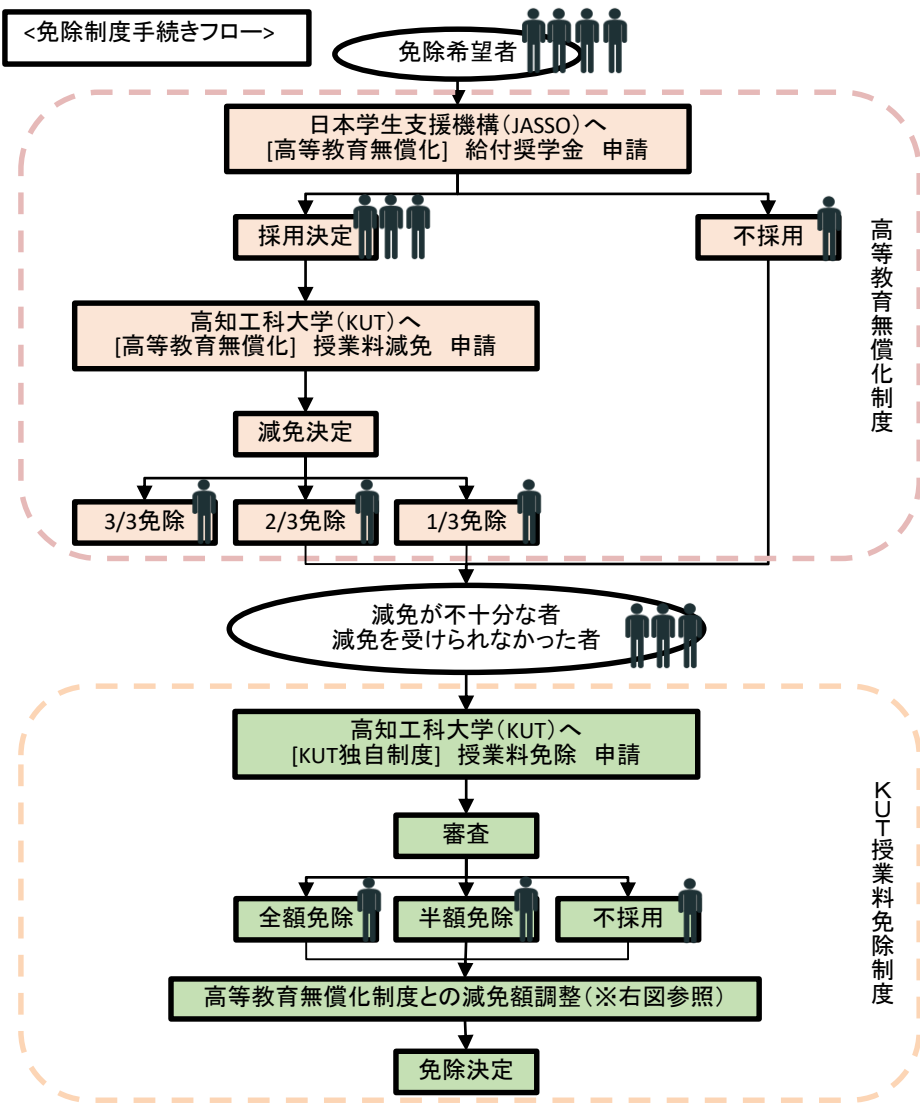 <免除制度手続きフロー>
免除希望者
日本学生支援機構(JASSO)へ
[高等教育無償化] 給付奨学金 申請
採用決定
不採用
高知工科大学(KUT)へ
[高等教育無償化] 授業料減免 申請
減免決定
3/3免除
2/3免除
1/3免除
高等教育無償化制度
減免が不十分な者
減免を受けられなかった者
高知工科大学(KUT)へ
[KUT独自制度] 授業料免除 申請
審査
全額免除
半額免除
不採用
高等教育無償化制度との減免額調整(※右図参照)
免除決定
KUT授業料免除制度